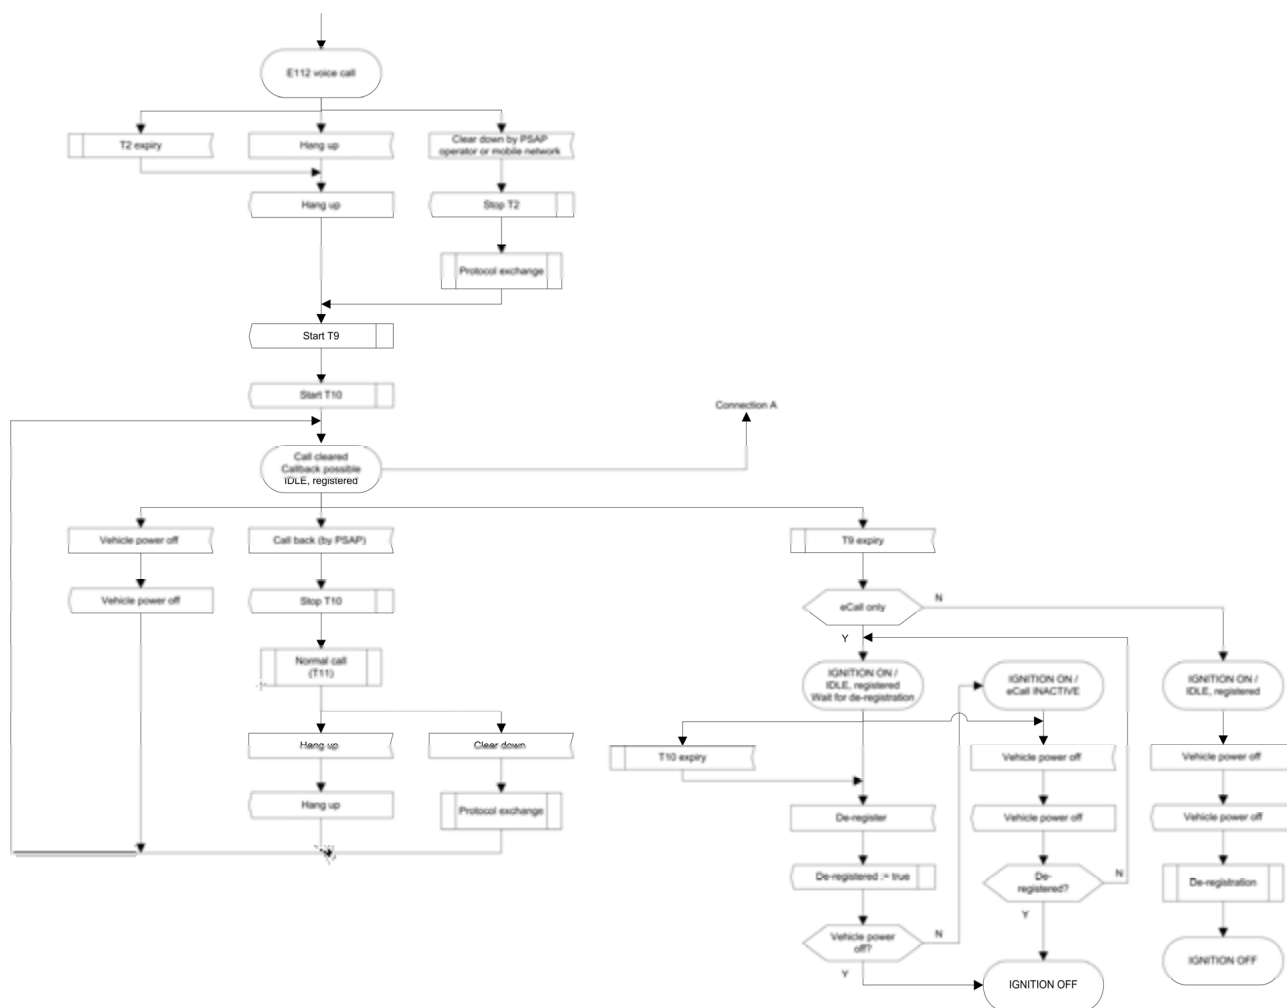 E112 voice call
T2 expiry
Hang up
Clear down by PSAP
operator or mobile network
Hang up
Stop T2
Protocol exchange
Start T9
Start T10
Connection A
Call cleared
Callback possible
IDLE, registered
Vehicle power off
Call back (by PSAP)
T9 expiry
Vehicle power off
Stop T10
eCall only
N
Y
Normal call
(T11)
IGNITION ON /
IDLE, registered
Wait for de-registration
IGNITION ON /
eCall INACTIVE
IGNITION ON /
IDLE, registered
Hang up
Clear down
T10 expiry
Vehicle power off
Vehicle power off
Hang up
Protocol exchange
De-register
Vehicle power off
Vehicle power off
De-registered := true
De-
registered?
N
De-registration
Y
Vehicle power
off?
N
Y
IGNITION OFF
IGNITION OFF